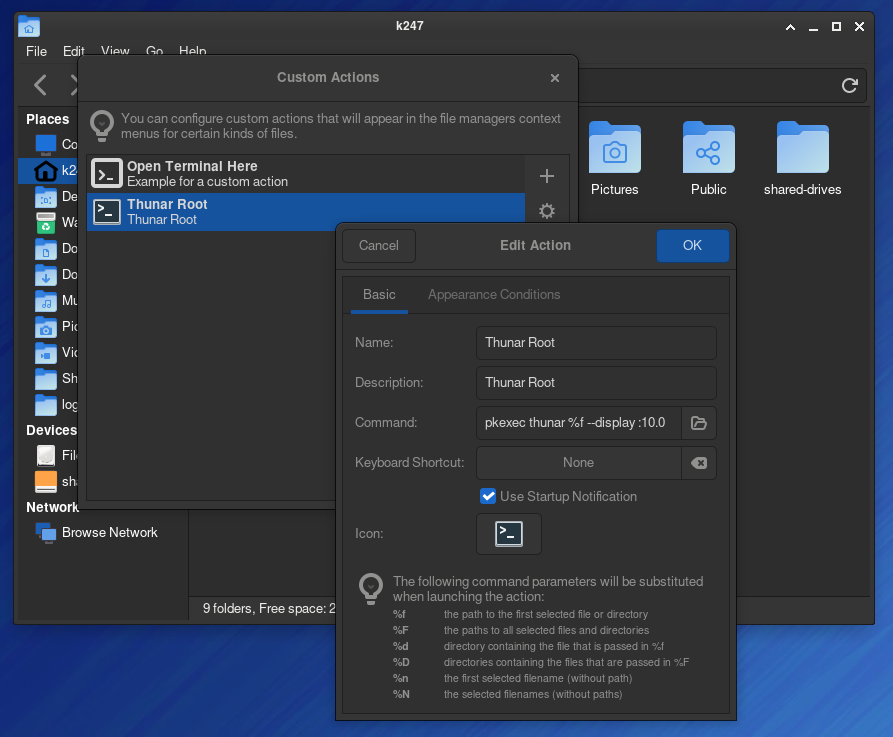 k247
File Edit View Go Help
Custom Actions
You can configure custom actions that will appear in the file managers context
menus for certain kinds of files.
Open Terminal Here
Example for a custom action
Thunar Root
Thunar Root
Places
Co
k2
De
Wa
Do
Do
Mu
Pic
Vic
Sh
log
Devices
File
sha
Network
Browse Network
Pictures
Public
shared-drives
9 folders, Free space: 2
Cancel
Edit Action
OK
Basic
Appearance Conditions
Name:
Thunar Root
Description:
Thunar Root
Command:
pkexec thunar %f --display :10.0
Keyboard Shortcut:
None
Use Startup Notification
Icon:
The following command parameters will be substituted
when launching the action:
%f the path to the first selected file or directory
%F the paths to all selected files and directories
%d directory containing the file that is passed in %f
%D directories containing the files that are passed in %F
%n the first selected filename (without path)
%N the selected filenames (without paths)